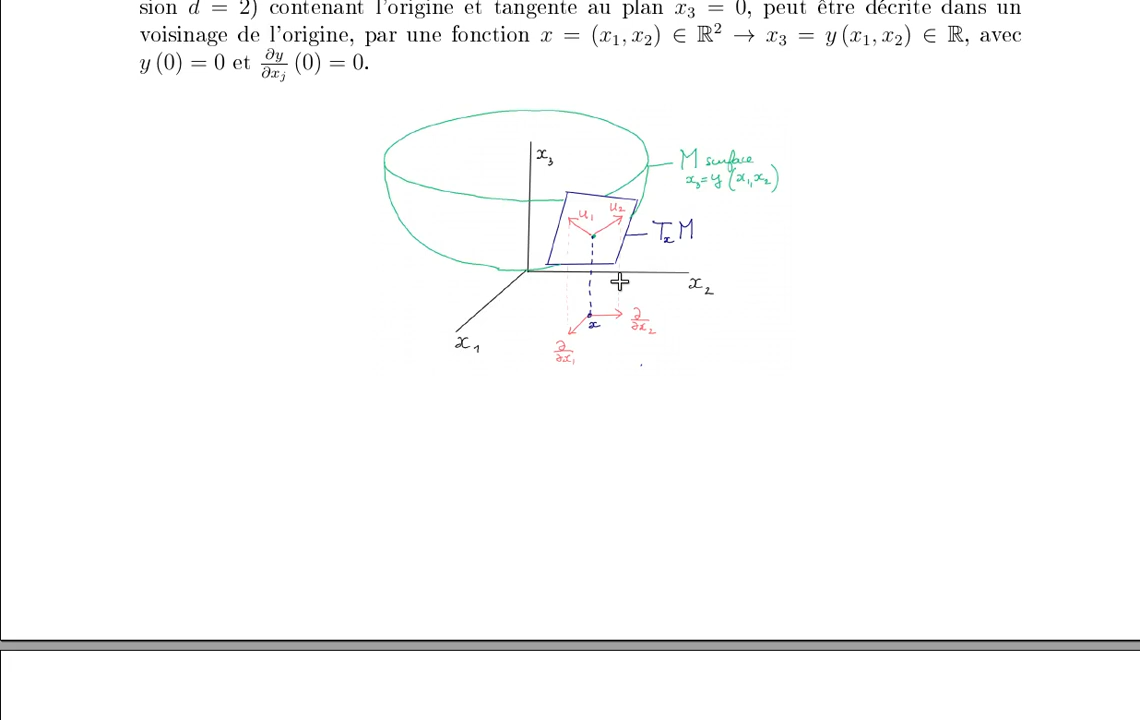 sion d = 2) contenant l'origine et tangente au plan x₃ = 0, peut être décrite dans un
voisinage de l'origine, par une fonction x = (x₁, x₂) ∈ ℝ² → x₃ = y (x₁, x₂) ∈ ℝ, avec
y (0) = 0 et ∂y/∂xⱼ (0) = 0.
x₃
M surface
x₃=y (x₁,x₂)
u₁
u₂
TₓM
x₂
x
∂/∂x₂
x₁
∂/∂x₁